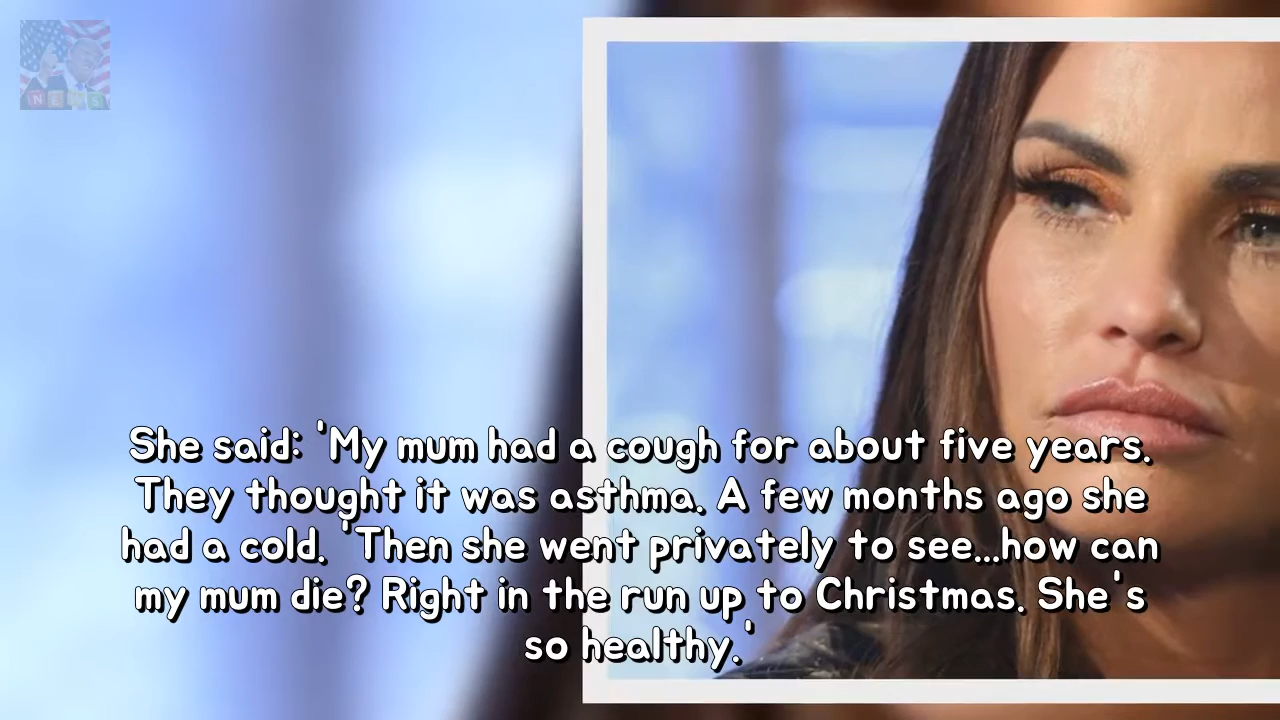 NEWS
She said: 'My mum had a cough for about five years.
They thought it was asthma. A few months ago she
had a cold. 'Then she went privately to see...how can
my mum die? Right in the run up to Christmas. She's
so healthy.'